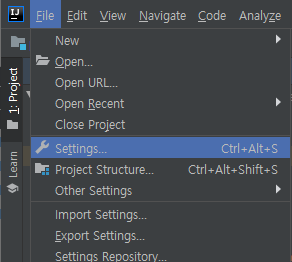 IJ
File Edit View Navigate Code Analyze
New
Open...
Open URL...
Open Recent
Close Project
Settings... Ctrl+Alt+S
Project Structure... Ctrl+Alt+Shift+S
Other Settings
Import Settings...
Export Settings...
Settings Repository...
1: Project
Learn